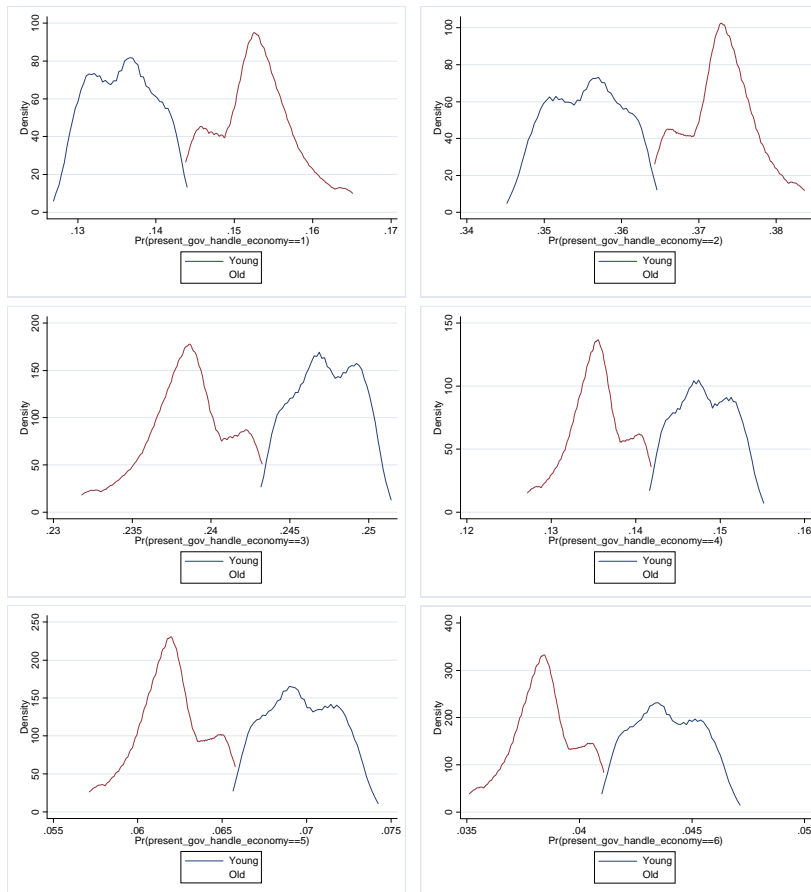 100
80
60
40
20
0
Density
.13 .14 .15 .16 .17
Pr(present_gov_handle_economy==1)
Young
Old
100
80
60
40
20
0
Density
.34 .35 .36 .37 .38
Pr(present_gov_handle_economy==2)
Young
Old
200
150
100
50
0
Density
.23 .235 .24 .245 .25
Pr(present_gov_handle_economy==3)
Young
Old
150
100
50
0
Density
.12 .13 .14 .15 .16
Pr(present_gov_handle_economy==4)
Young
Old
250
200
150
100
50
0
Density
.055 .06 .065 .07 .075
Pr(present_gov_handle_economy==5)
Young
Old
400
300
200
100
0
Density
.035 .04 .045 .05
Pr(present_gov_handle_economy==6)
Young
Old